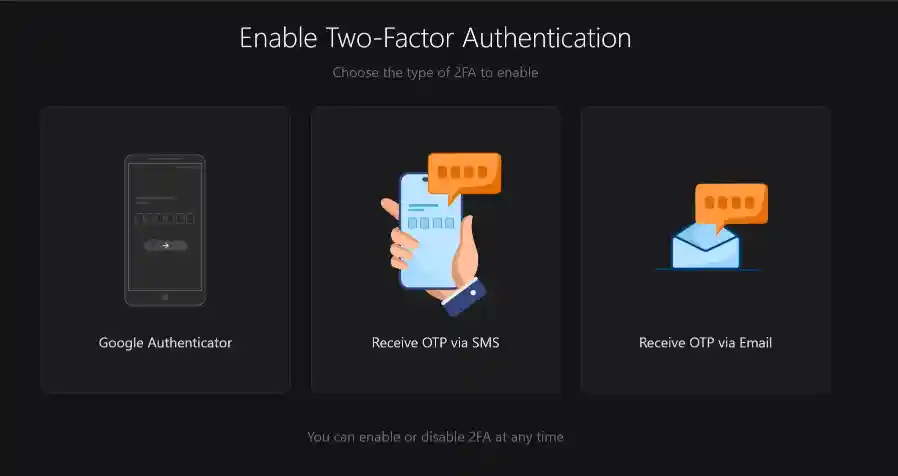 Enable Two-Factor Authentication
Choose the type of 2FA to enable
Google Authenticator
Receive OTP via SMS
Receive OTP via Email
You can enable or disable 2FA at any time